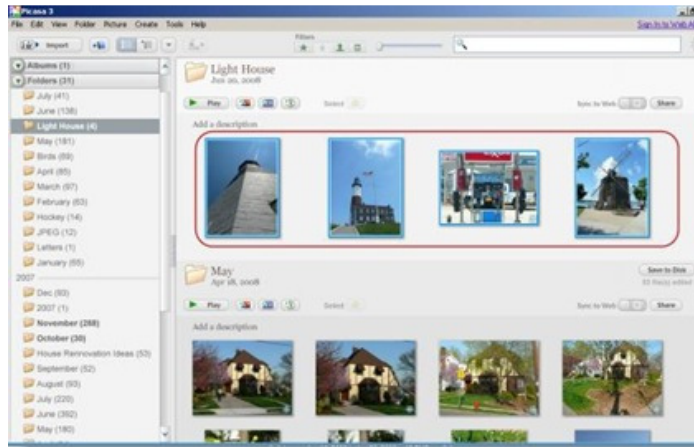 Picasa 3
File Edit View Folder Picture Create Tools Help
Sign In to Web Al
Import
Filters
Albums (1)
Folders (31)
July (41)
June (138)
Light House (4)
May (181)
Birds (69)
April (85)
March (97)
February (63)
Hockey (14)
JPEG (12)
Letters (1)
January (65)
2007
Dec (93)
2007 (1)
November (268)
October (30)
House Rennovation Ideas (53)
September (52)
August (93)
July (220)
June (392)
May (180)
Light House
Jun 20, 2008
Play
Select
Sync to Web
Share
Add a description
May
Apr 18, 2008
Save to Disk
Play
Select
Sync to Web
Share
Add a description